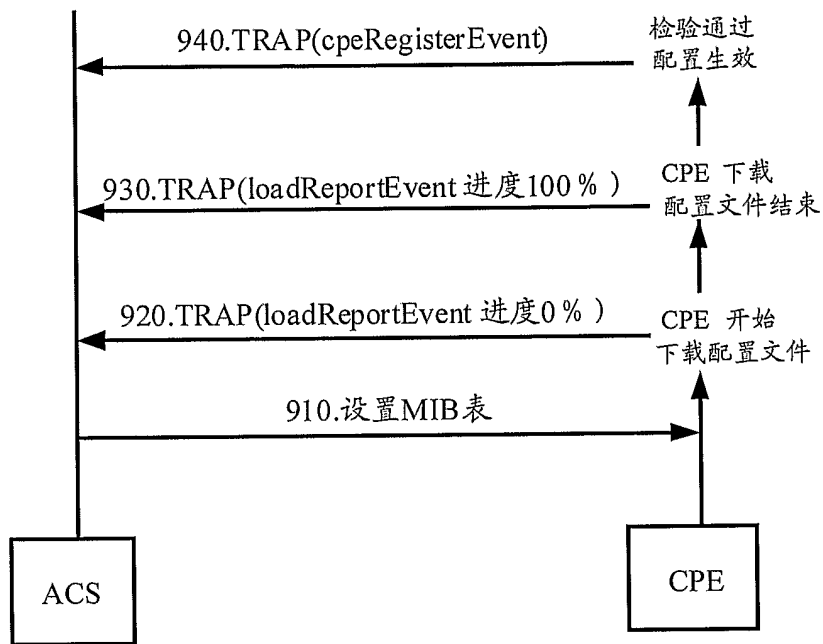 940.TRAP(cpeRegisterEvent)
检验通过
配置生效
930.TRAP(loadReportEvent 进度100％)
CPE 下载
配置文件结束
920.TRAP(loadReportEvent 进度0％)
CPE 开始
下载配置文件
910.设置MIB表
ACS
CPE